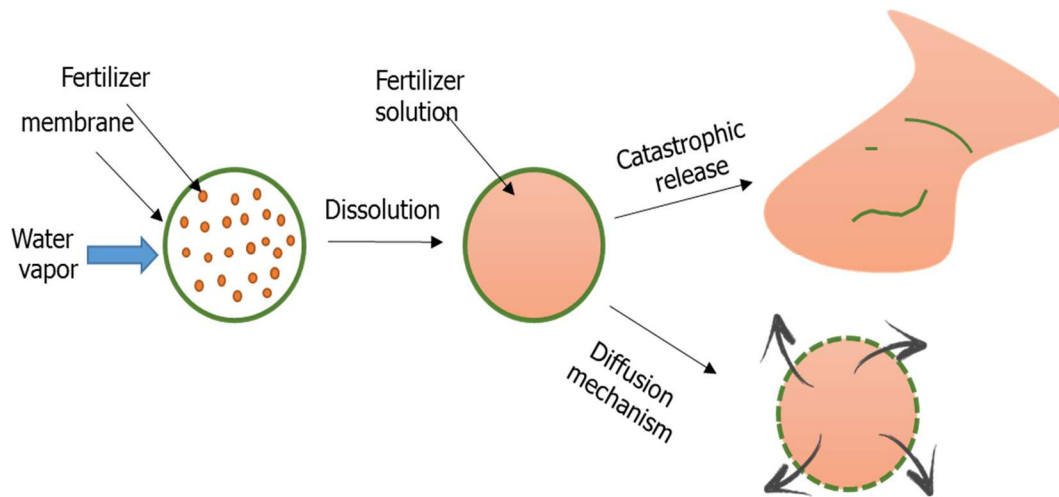 Fertilizer
membrane
Water
vapor
Dissolution
Fertilizer
solution
Catastrophic
release
Diffusion
mechanism